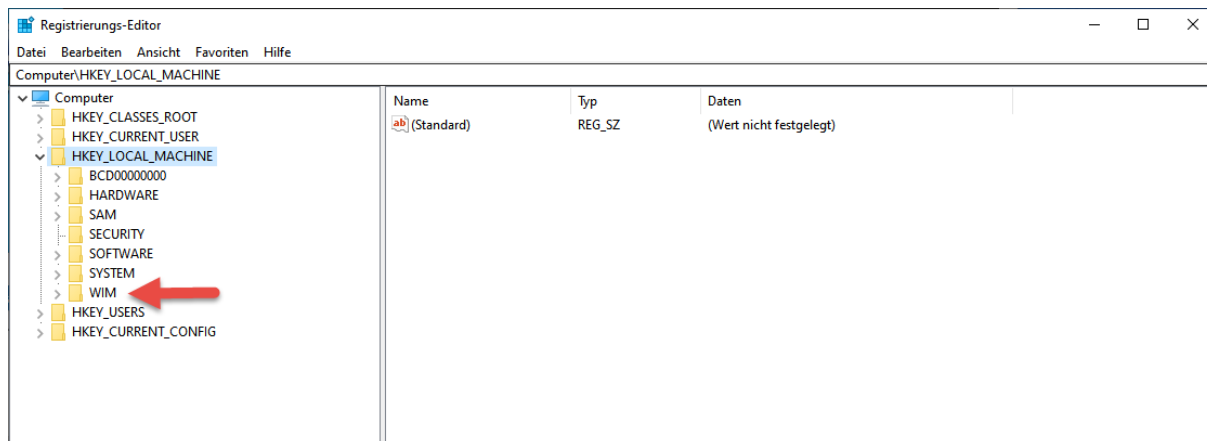 Registrierungs-Editor
Datei Bearbeiten Ansicht Favoriten Hilfe
Computer\HKEY_LOCAL_MACHINE
Computer
HKEY_CLASSES_ROOT
HKEY_CURRENT_USER
HKEY_LOCAL_MACHINE
BCD00000000
HARDWARE
SAM
SECURITY
SOFTWARE
SYSTEM
WIM
HKEY_USERS
HKEY_CURRENT_CONFIG
Name Typ Daten
ab (Standard) REG_SZ (Wert nicht festgelegt)